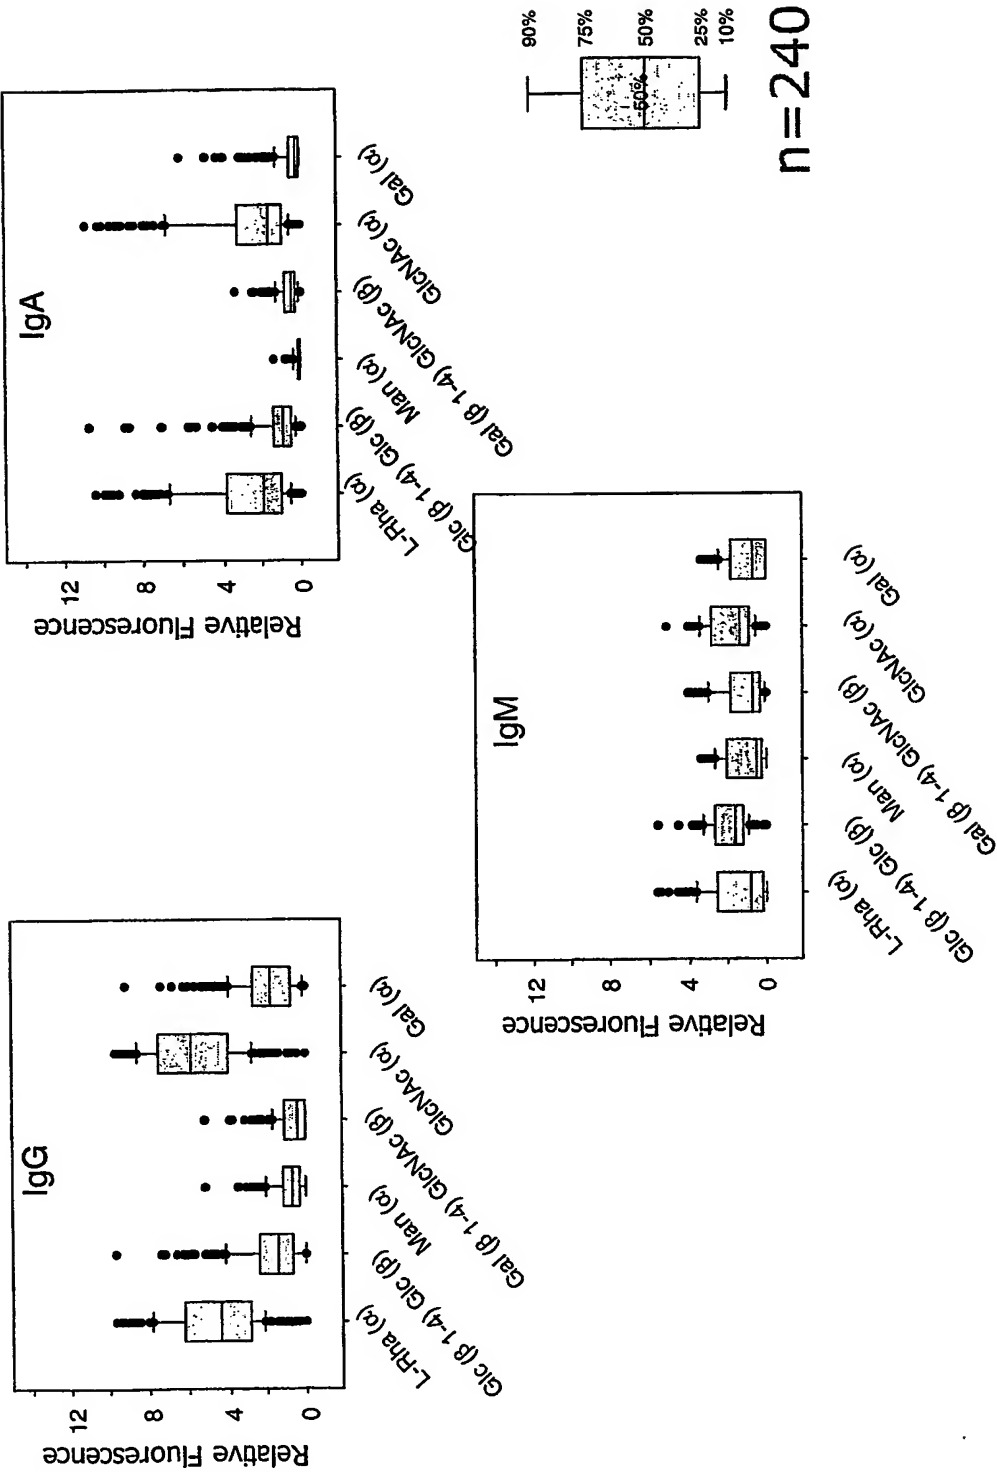 IgG
Relative Fluorescence
12
8
4
0
L-Rha (α)
Glc (β 1-4) Glc (β)
Man (α)
Gal (β 1-4) GlcNAc (β)
GlcNAc (α)
Gal (α)
IgA
Relative Fluorescence
12
8
4
0
L-Rha (α)
Glc (β 1-4) Glc (β)
Man (α)
Gal (β 1-4) GlcNAc (β)
GlcNAc (α)
Gal (α)
IgM
Relative Fluorescence
12
8
4
0
L-Rha (α)
Glc (β 1-4) Glc (β)
Man (α)
Gal (β 1-4) GlcNAc (β)
GlcNAc (α)
Gal (α)
90%
75%
50%
25%
10%
50%
n=240